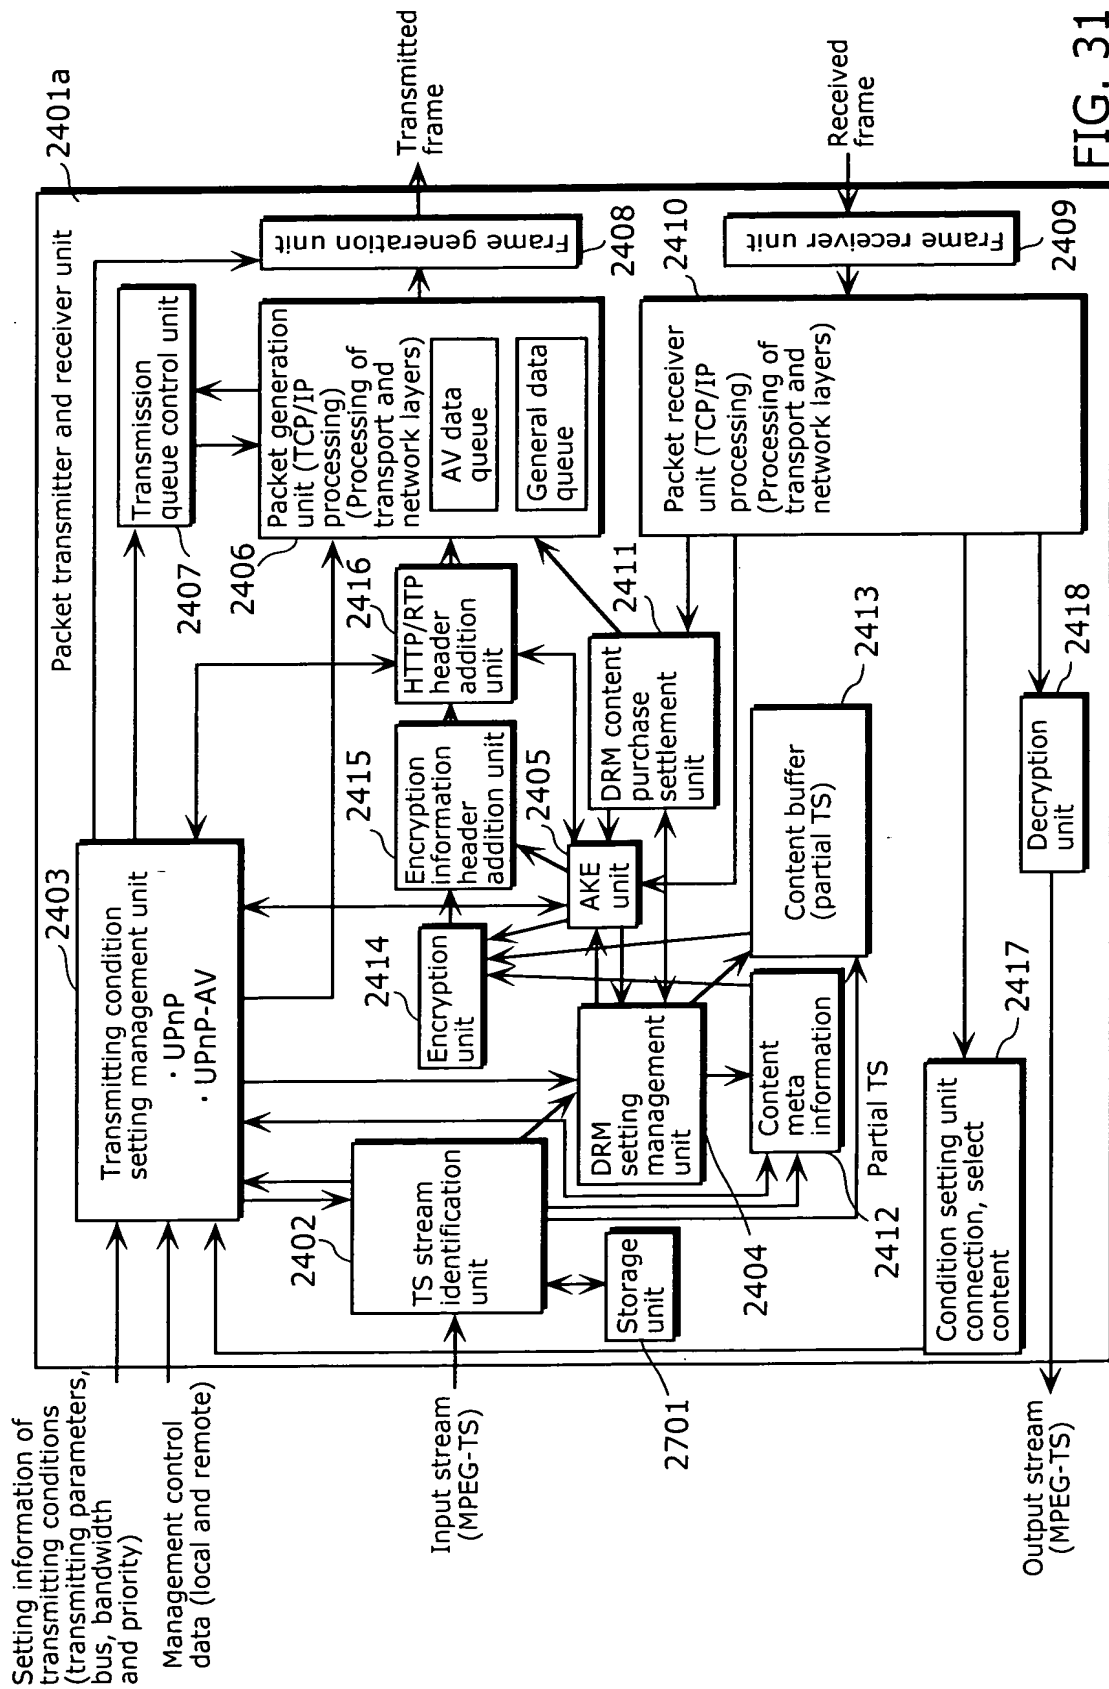 Setting information of
transmitting conditions
(transmitting parameters,
bus, bandwidth
and priority)
Management control
data (local and remote)
Input stream
(MPEG-TS)
Output stream
(MPEG-TS)
Packet transmitter and receiver unit
2401a
2403
Transmitting condition
setting management unit
· UPnP
· UPnP-AV
2402
TS stream
identification
unit
Storage
unit
2701
2407
Transmission
queue control unit
2406
Packet generation
unit (TCP/IP
processing)
(Processing of
transport and
network layers)
AV data
queue
General data
queue
Frame generation unit
2408
Transmitted
frame
2414
Encryption
unit
2415
Encryption
information
header
addition unit
2416
HTTP/RTP
header
addition
unit
2405
AKE
unit
2411
DRM content
purchase
settlement
unit
DRM
setting
management
unit
2404
Content
meta
information
2412
Partial TS
2413
Content buffer
(partial TS)
2410
Packet receiver
unit (TCP/IP
processing)
(Processing of
transport and
network layers)
Frame receiver unit
2409
Received
frame
2417
Condition setting unit
connection, select
content
2418
Decryption
unit
FIG. 31